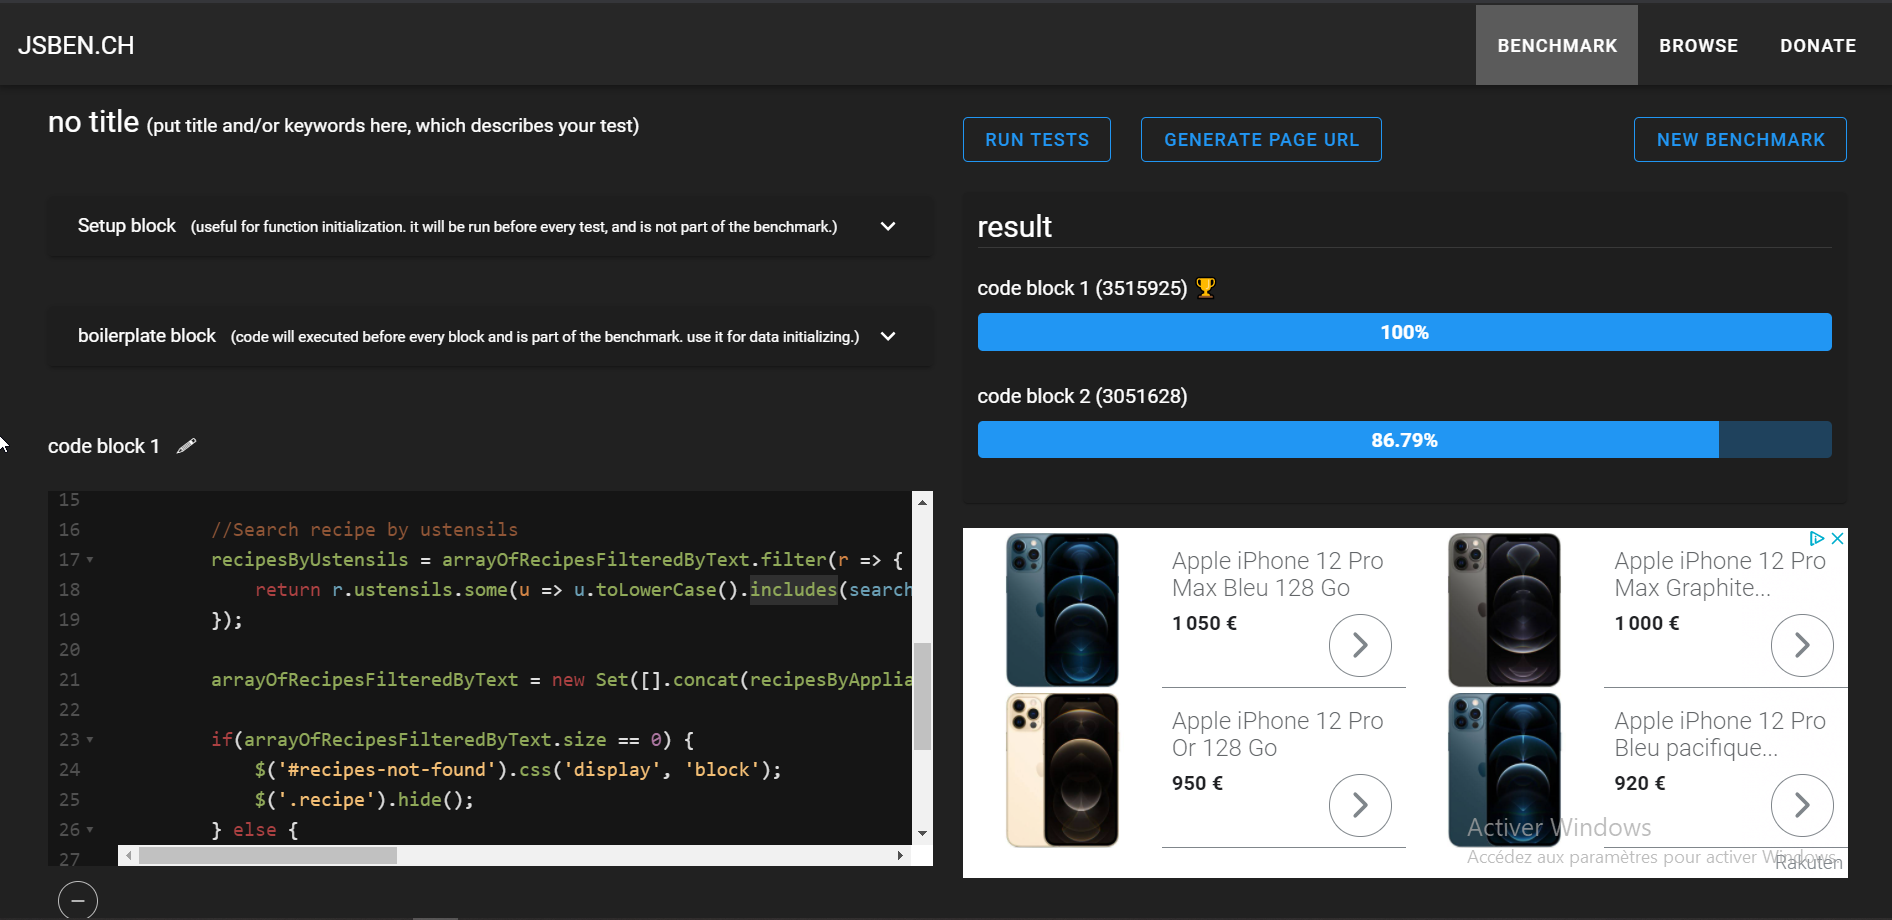 JSBEN.CH
BENCHMARK BROWSE DONATE
no title (put title and/or keywords here, which describes your test)
RUN TESTS GENERATE PAGE URL NEW BENCHMARK
Setup block (useful for function initialization. it will be run before every test, and is not part of the benchmark.)
boilerplate block (code will executed before every block and is part of the benchmark. use it for data initializing.)
code block 1
15
16 //Search recipe by ustensils
17 recipesByUstensils = arrayOfRecipesFilteredByText.filter(r => {
18 return r.ustensils.some(u => u.toLowerCase().includes(search
19 });
20
21 arrayOfRecipesFilteredByText = new Set([].concat(recipesByApplia
22
23 if(arrayOfRecipesFilteredByText.size == 0) {
24 $('#recipes-not-found').css('display', 'block');
25 $('.recipe').hide();
26 } else {
27
result
code block 1 (3515925)
100%
code block 2 (3051628)
86.79%
Apple iPhone 12 Pro
Max Bleu 128 Go
1 050 €
Apple iPhone 12 Pro
Max Graphite...
1 000 €
Apple iPhone 12 Pro
Or 128 Go
950 €
Apple iPhone 12 Pro
Bleu pacifique...
920 €
Activer Windows
Accédez aux paramètres pour activer Windows.
Rakuten